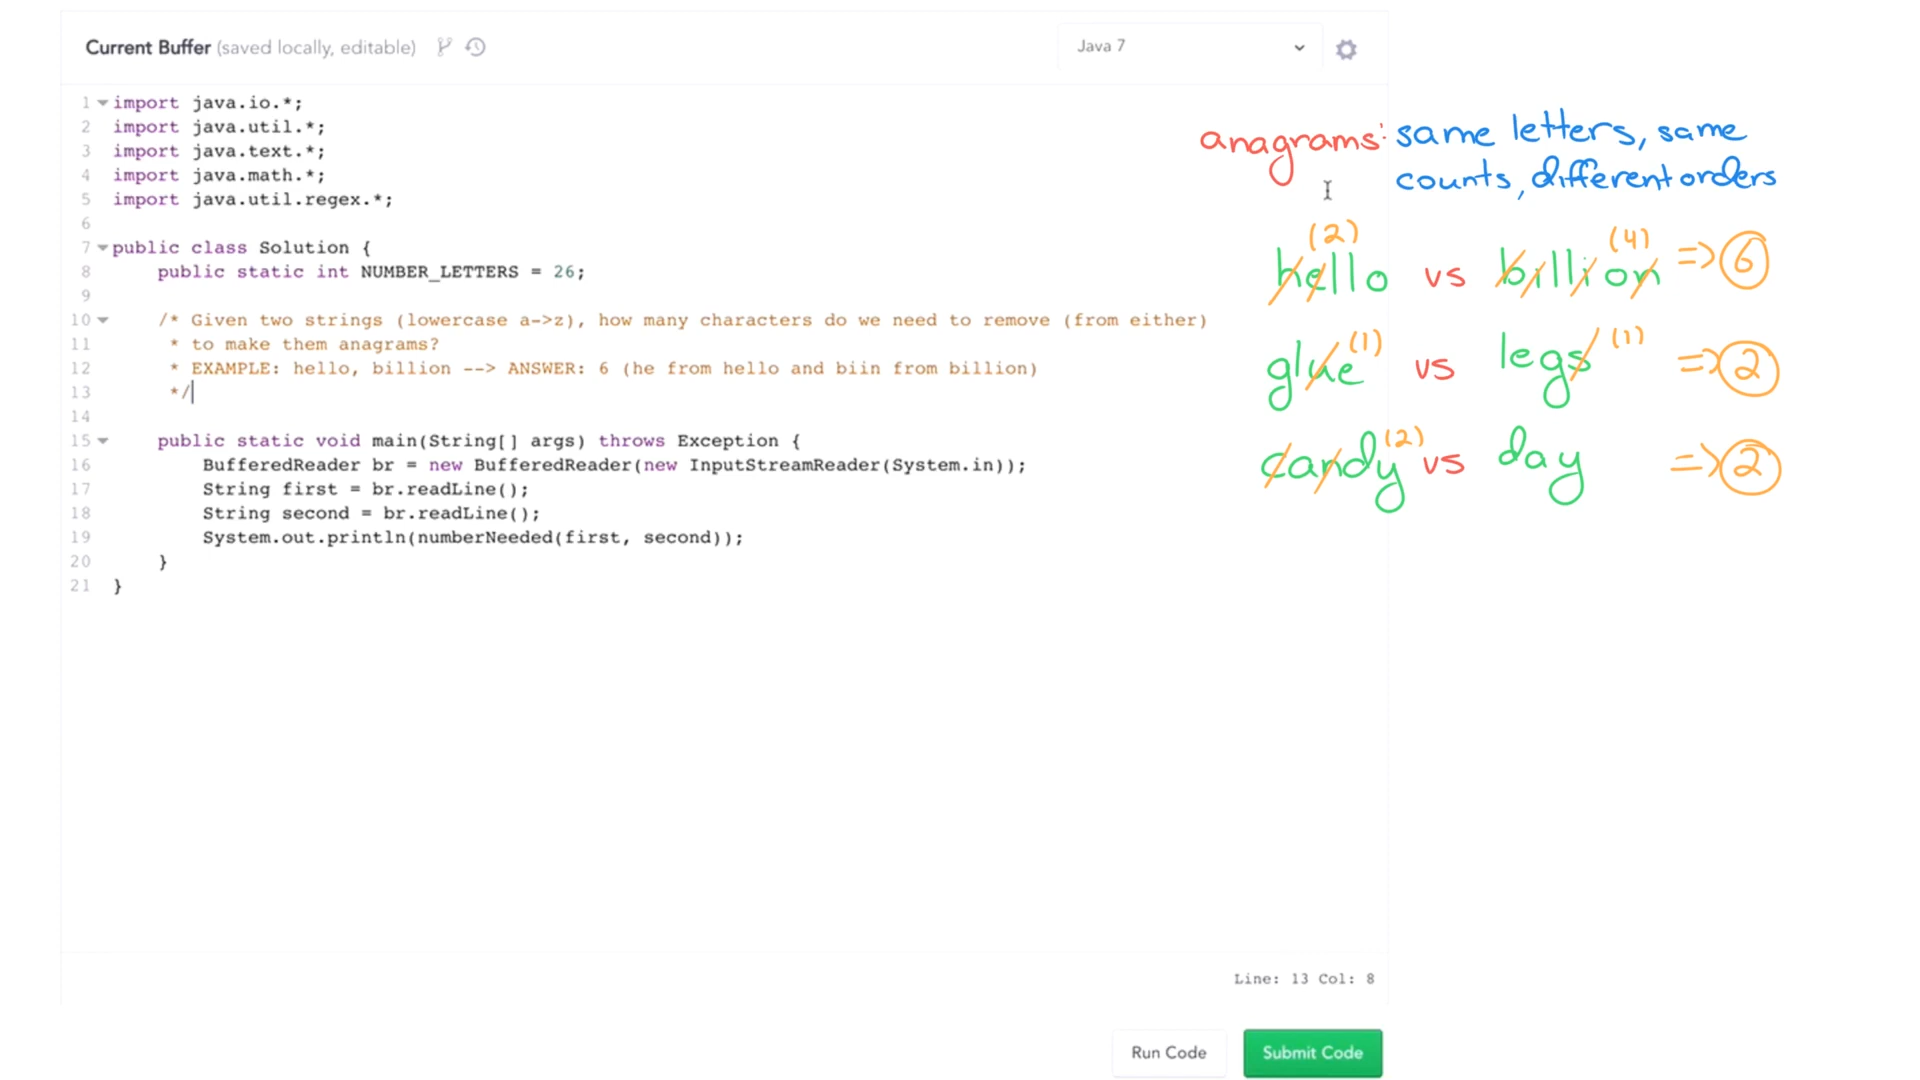 Current Buffer (saved locally, editable)
Java 7
1 import java.io.*;
2 import java.util.*;
3 import java.text.*;
4 import java.math.*;
5 import java.util.regex.*;
6
7 public class Solution {
8 public static int NUMBER_LETTERS = 26;
9
10 /* Given two strings (lowercase a->z), how many characters do we need to remove (from either)
11 * to make them anagrams?
12 * EXAMPLE: hello, billion --> ANSWER: 6 (he from hello and biin from billion)
13 */
14
15 public static void main(String[] args) throws Exception {
16 BufferedReader br = new BufferedReader(new InputStreamReader(System.in));
17 String first = br.readLine();
18 String second = br.readLine();
19 System.out.println(numberNeeded(first, second));
20 }
21 }
anagrams: same letters, same
counts, different orders
(2) (4)
hello vs billion => 6
(1) (1)
glue vs legs => 2
(2)
candy vs day => 2
Line: 13 Col: 8
Run Code
Submit Code